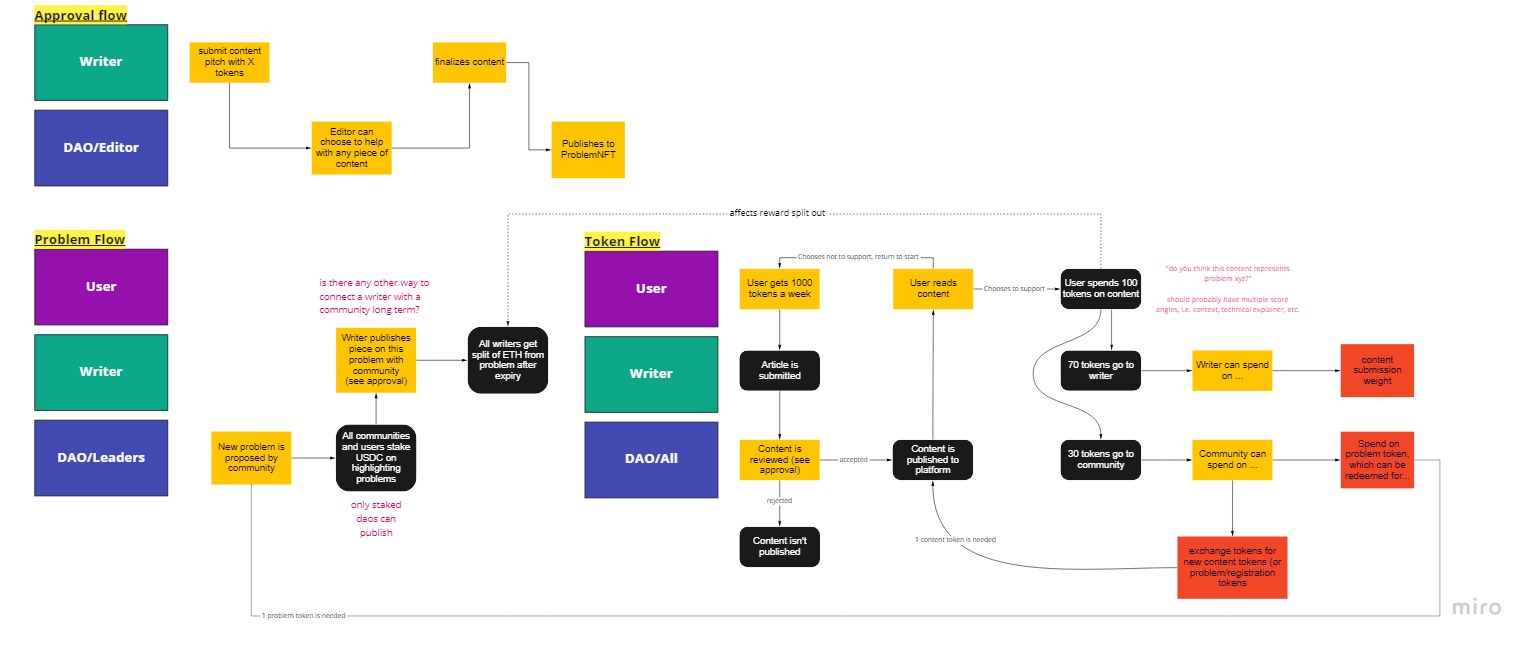 Approval flow
Writer
submit content
pitch with X
tokens
finalizes content
DAO/Editor
Editor can
choose to help
with any piece of
content
Publishes to
ProblemNFT
affects reward split out
Problem Flow
User
is there any other way to
connect a writer with a
community long term?
Writer
Writer publishes
piece on this
problem with
community
(see approval)
All writers get
split of ETH from
problem after
expiry
DAO/Leaders
New problem is
proposed by
community
All communities
and users stake
USDC on
highlighting
problems
only staked
daos can
publish
1 problem token is needed
Token Flow
User
Chooses not to support, return to start
User gets 1000
tokens a week
User reads
content
Chooses to support
User spends 100
tokens on content
"do you think this content represents
problem xyz?"
should probably have multiple score
angles, i.e. context, technical explainer, etc.
Writer
Article is
submitted
70 tokens go to
writer
Writer can spend
on ...
content
submission
weight
DAO/All
Content is
reviewed (see
approval)
accepted
Content is
published to
platform
30 tokens go to
community
Community can
spend on ...
Spend on
problem token,
which can be
redeemed for...
rejected
Content isn't
published
1 content token is needed
exchange tokens for
new content tokens (or
problem/registration
tokens
miro